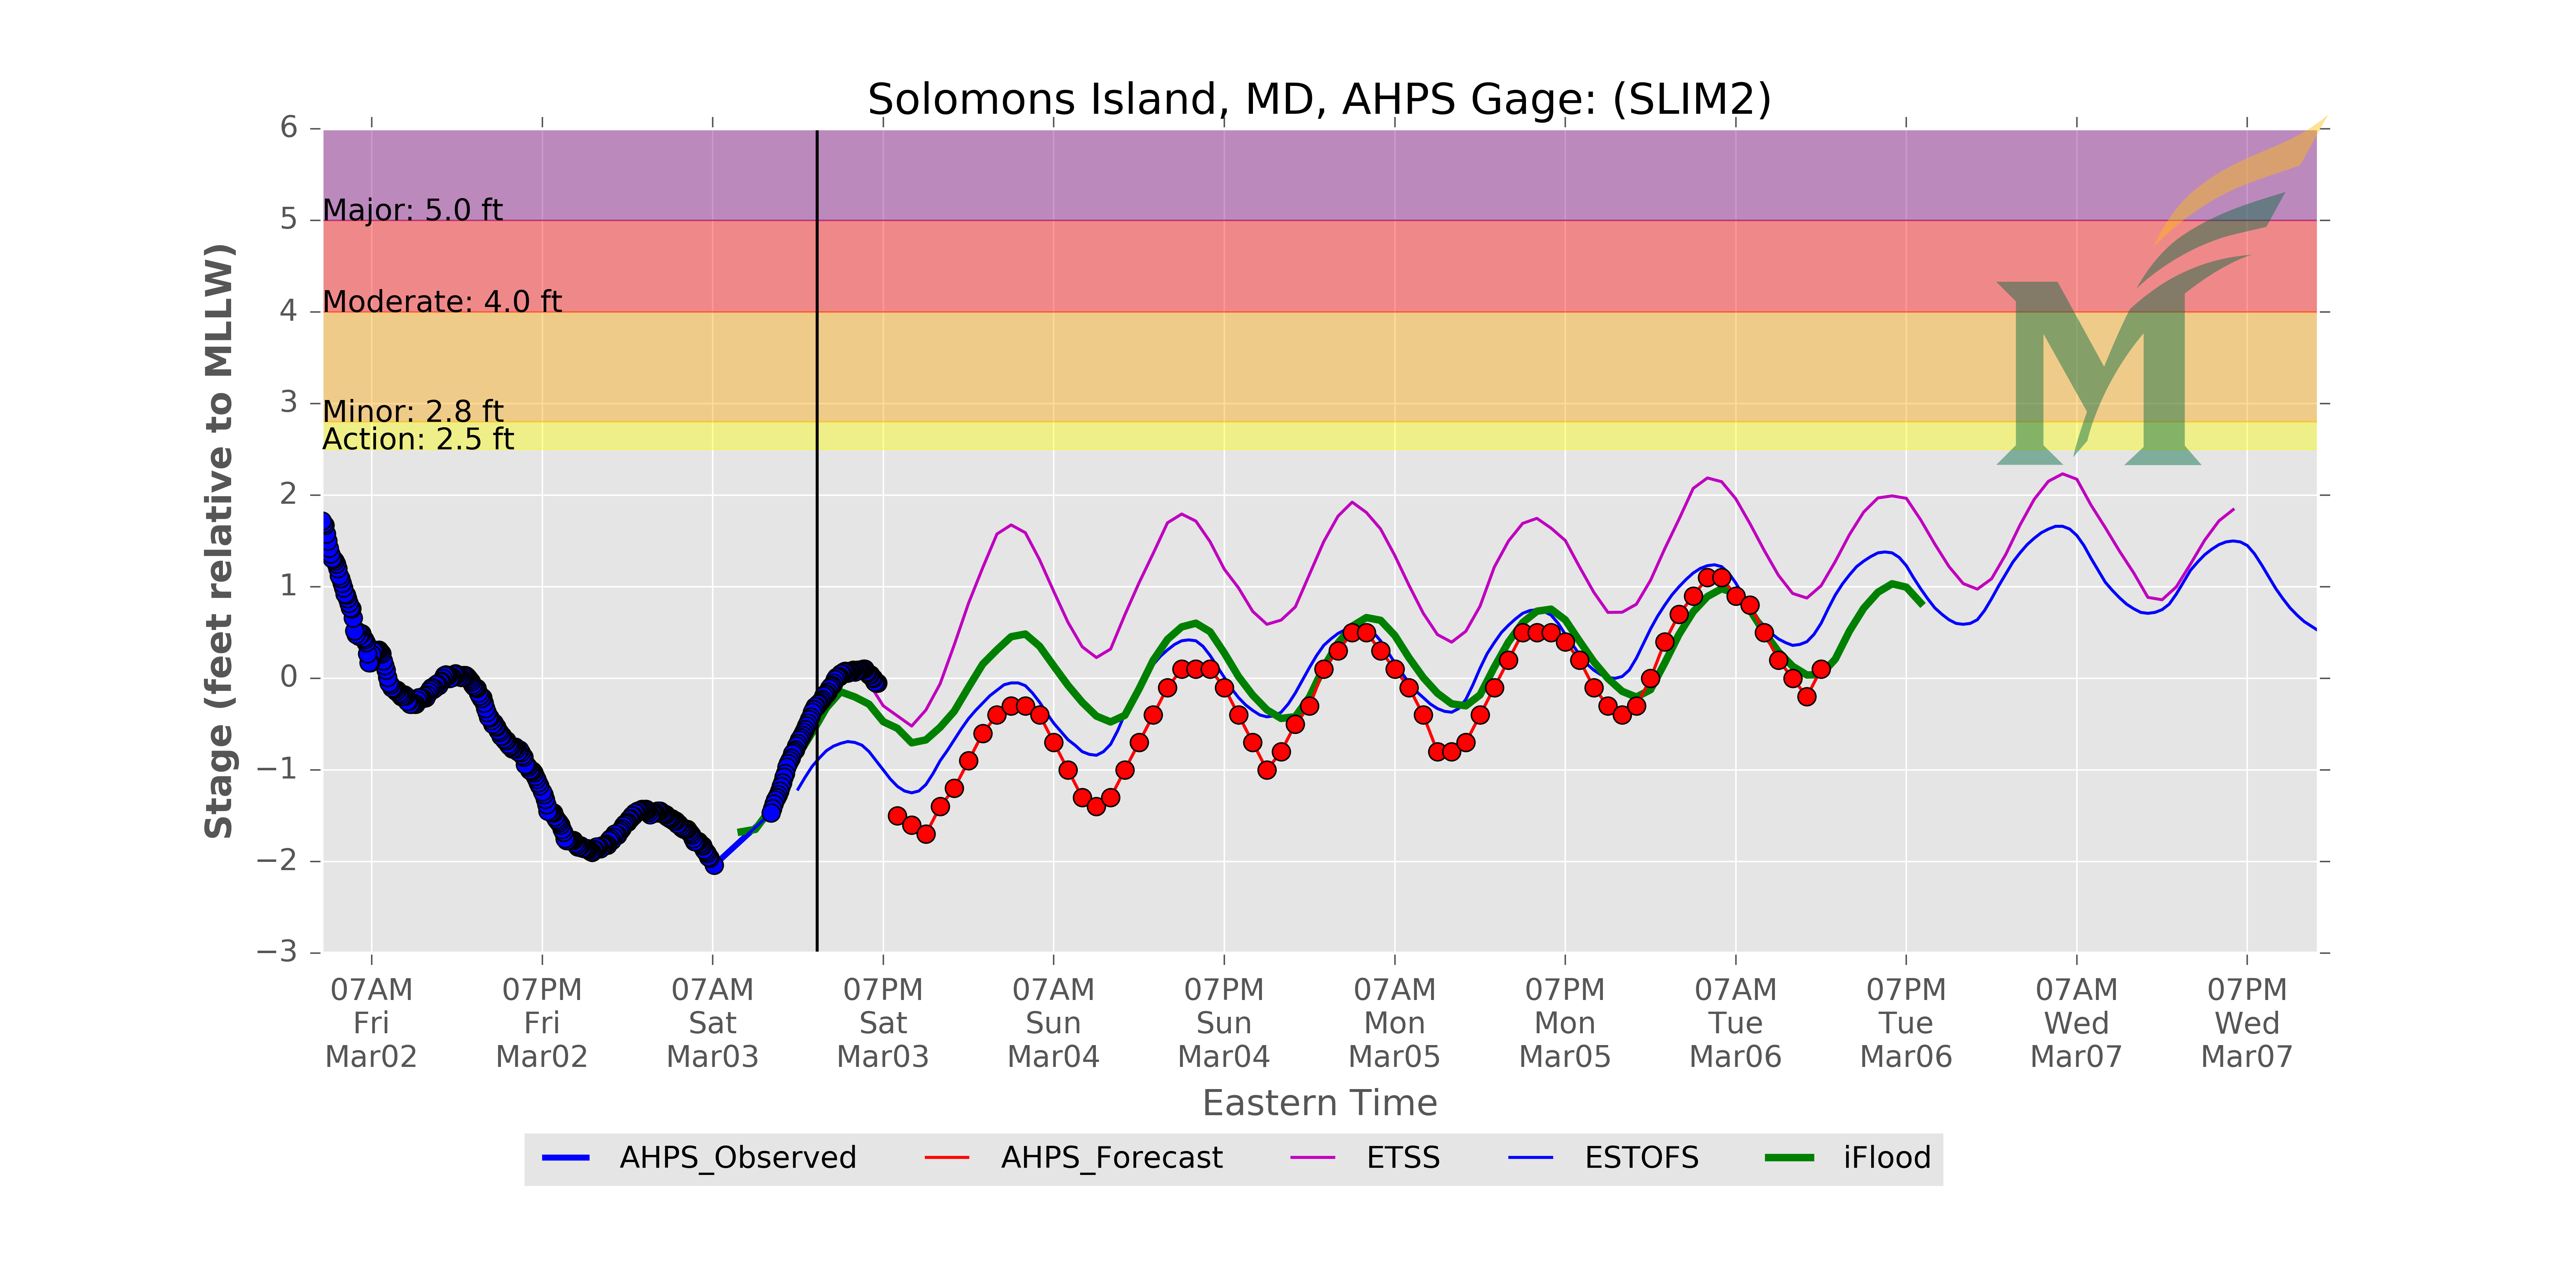 Solomons Island, MD, AHPS Gage: (SLIM2)
6
5
4
3
2
1
0
−1
−2
−3
Stage (feet relative to MLLW)
Major: 5.0 ft
Moderate: 4.0 ft
Minor: 2.8 ft
Action: 2.5 ft
M
07AM 07PM 07AM 07PM 07AM 07PM 07AM 07PM 07AM 07PM 07AM 07PM
Fri Fri Sat Sat Sun Sun Mon Mon Tue Tue Wed Wed
Mar02 Mar02 Mar03 Mar03 Mar04 Mar04 Mar05 Mar05 Mar06 Mar06 Mar07 Mar07
Eastern Time
AHPS_Observed AHPS_Forecast ETSS ESTOFS iFlood